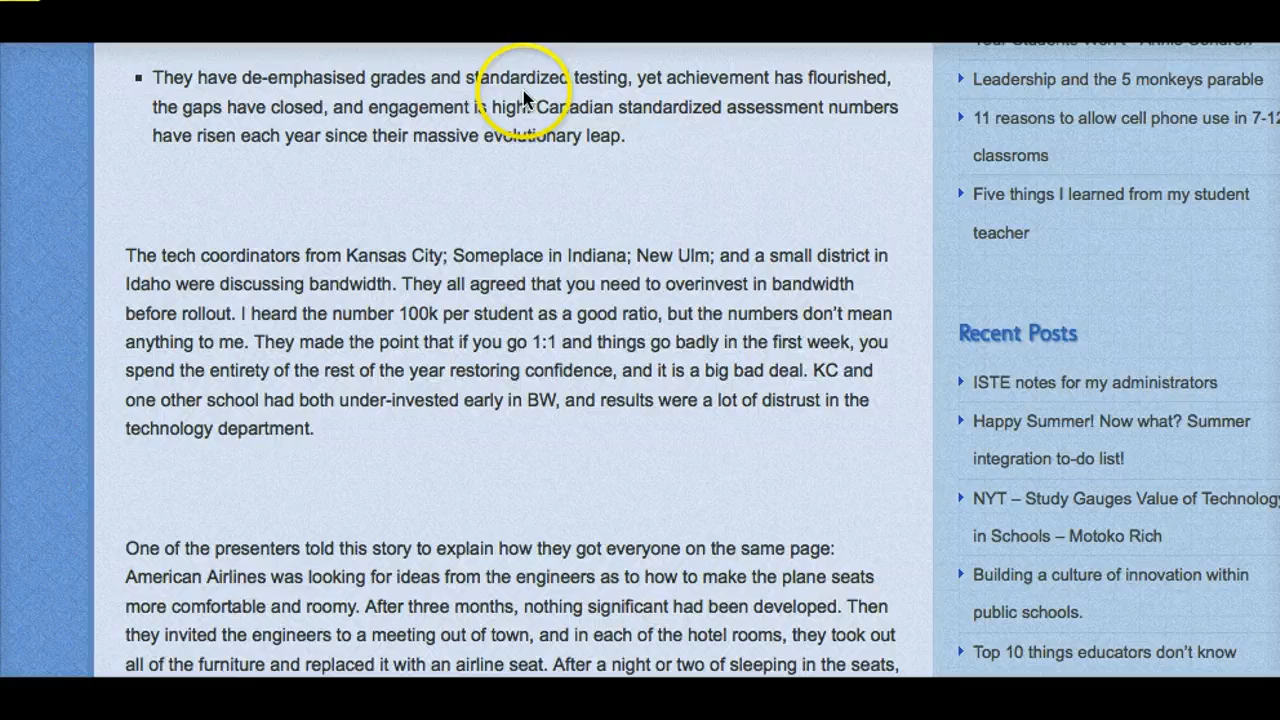 They have de-emphasised grades and standardized testing, yet achievement has flourished,
the gaps have closed, and engagement is high. Canadian standardized assessment numbers
have risen each year since their massive evolutionary leap.
The tech coordinators from Kansas City; Someplace in Indiana; New Ulm; and a small district in
Idaho were discussing bandwidth. They all agreed that you need to overinvest in bandwidth
before rollout. I heard the number 100k per student as a good ratio, but the numbers don’t mean
anything to me. They made the point that if you go 1:1 and things go badly in the first week, you
spend the entirety of the rest of the year restoring confidence, and it is a big bad deal. KC and
one other school had both under-invested early in BW, and results were a lot of distrust in the
technology department.
One of the presenters told this story to explain how they got everyone on the same page:
American Airlines was looking for ideas from the engineers as to how to make the plane seats
more comfortable and roomy. After three months, nothing significant had been developed. Then
they invited the engineers to a meeting out of town, and in each of the hotel rooms, they took out
all of the furniture and replaced it with an airline seat. After a night or two of sleeping in the seats,
Leadership and the 5 monkeys parable
11 reasons to allow cell phone use in 7-12
classroms
Five things I learned from my student
teacher
Recent Posts
ISTE notes for my administrators
Happy Summer! Now what? Summer
integration to-do list!
NYT – Study Gauges Value of Technology
in Schools – Motoko Rich
Building a culture of innovation within
public schools.
Top 10 things educators don’t know